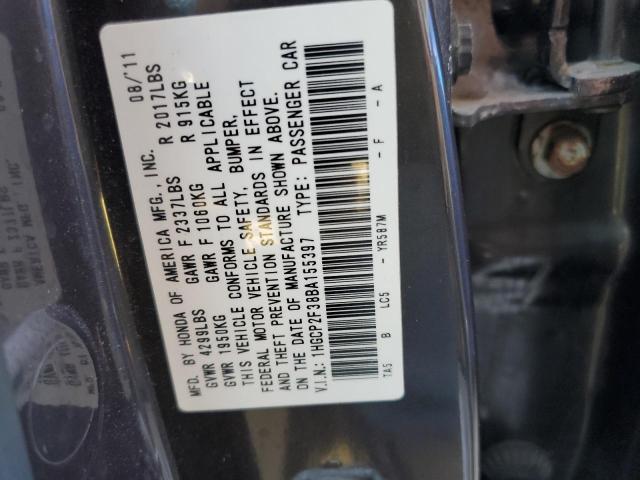 MFD. BY HONDA OF AMERICA MFG., INC. 08/'11
GVWR 4299LBS GAWR F 2337LBS R 2017LBS
GVWR 1950KG GAWR F 1060KG R 915KG
THIS VEHICLE CONFORMS TO ALL APPLICABLE
FEDERAL MOTOR VEHICLE SAFETY, BUMPER,
AND THEFT PREVENTION STANDARDS IN EFFECT
ON THE DATE OF MANUFACTURE SHOWN ABOVE.
V.I.N.: 1HGCP2F38BA155397 TYPE: PASSENGER CAR
TA5 B LC5 - YR587M - F - A